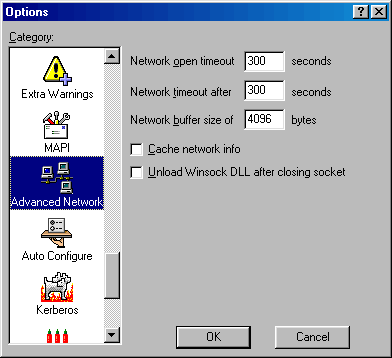 Options
Category:
Extra Warnings
MAPI
Advanced Network
Auto Configure
Kerberos
Network open timeout 300 seconds
Network timeout after 300 seconds
Network buffer size of 4096 bytes
Cache network info
Unload Winsock DLL after closing socket
OK
Cancel